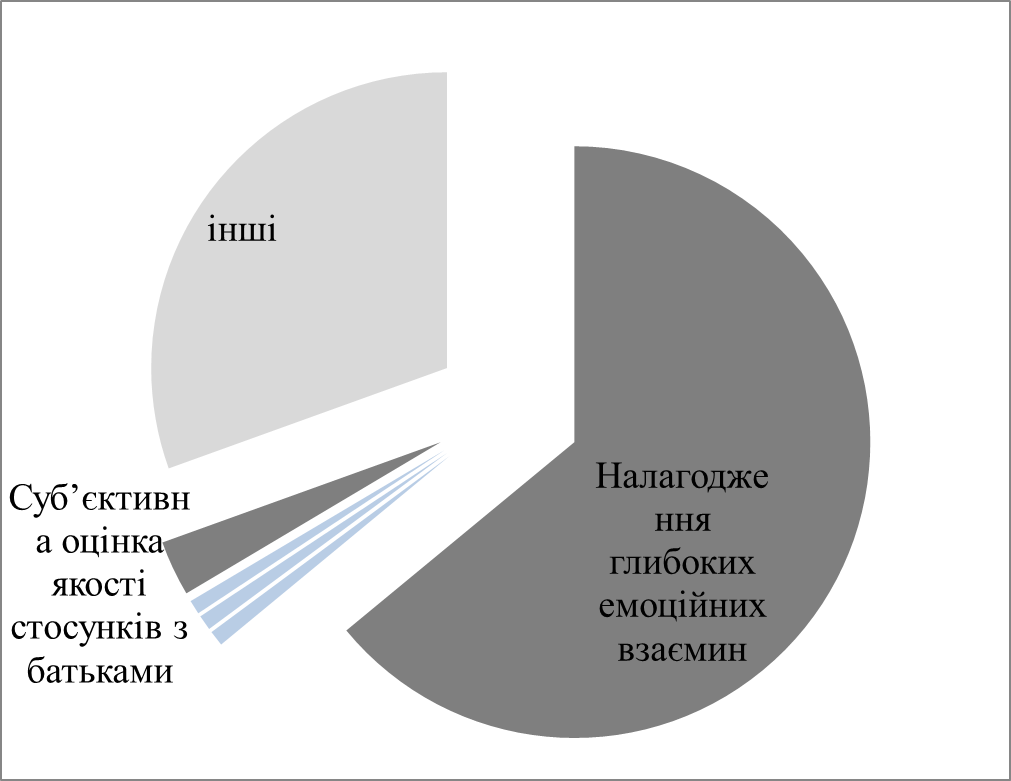 інші
Суб’єктивн
а оцінка
якості
стосунків з
батьками
Налагодже
ння
глибоких
емоційних
взаємин